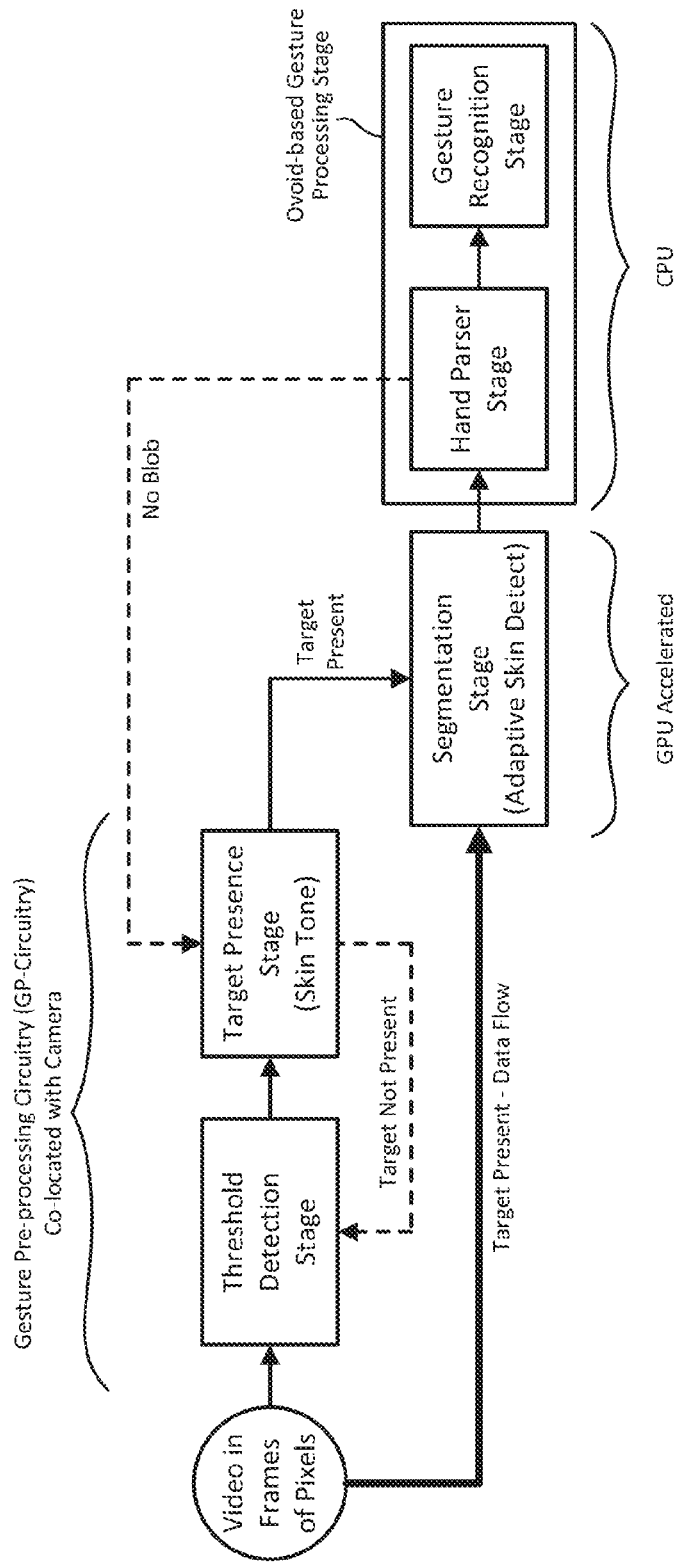 Gesture Pre-processing Circuitry (GP-Circuitry)
Co-located with Camera
Video in
Frames
of Pixels
Threshold
Detection
Stage
Target Presence
Stage
(Skin Tone)
Target Not Present
No Blob
Target
Present
Target Present - Data Flow
Segmentation
Stage
(Adaptive Skin Detect)
GPU Accelerated
Ovoid-based Gesture
Processing Stage
Hand Parser
Stage
Gesture
Recognition
Stage
CPU